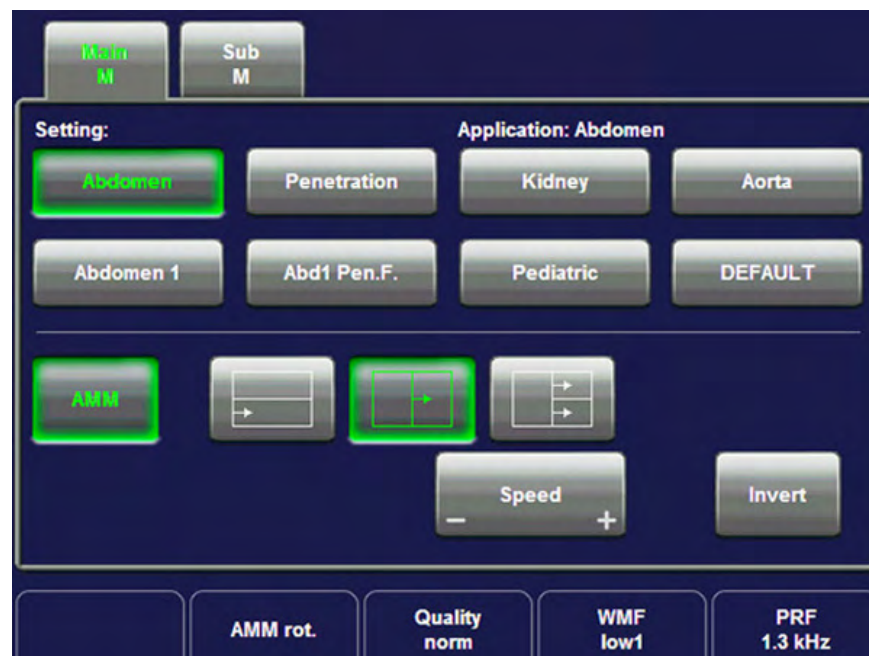 Main Sub
M M
Setting: Application: Abdomen
Abdomen Penetration Kidney Aorta
Abdomen 1 Abd1 Pen.F. Pediatric DEFAULT
AMM
Speed Invert
− +
AMM rot. Quality WMF PRF
norm low1 1.3 kHz